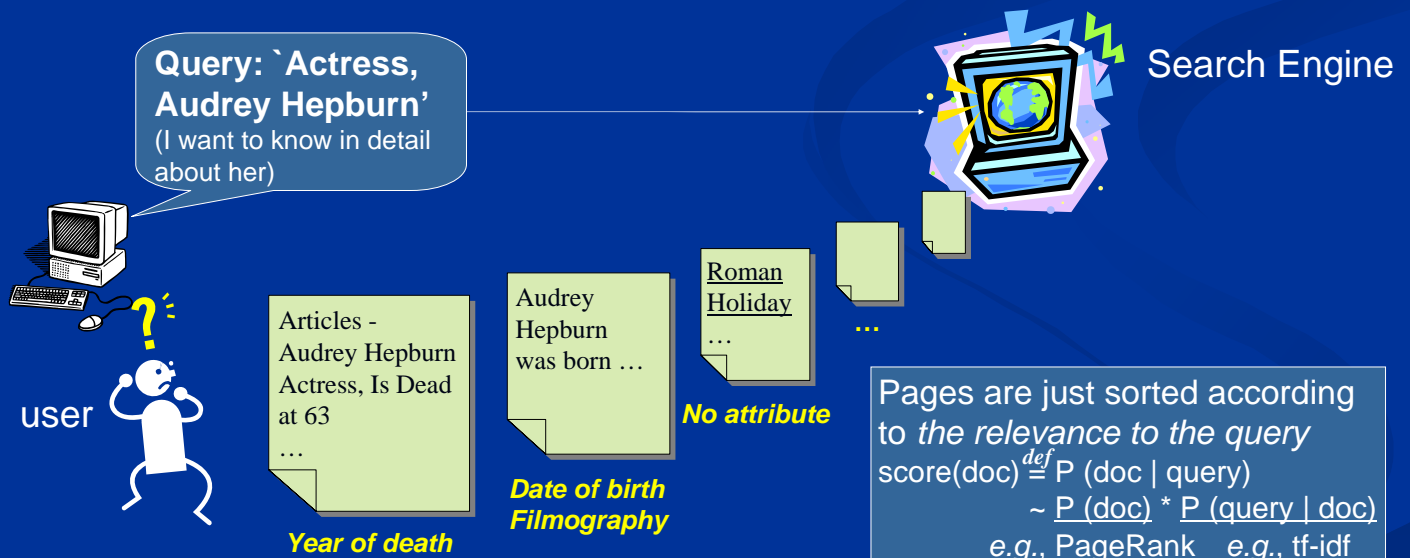 Query: `Actress,
Audrey Hepburn’
(I want to know in detail
about her)
Search Engine
user
?
Articles -
Audrey Hepburn
Actress, Is Dead
at 63
…
Year of death
Audrey
Hepburn
was born …
Date of birth
Filmography
Roman
Holiday
…
No attribute
…
Pages are just sorted according
to the relevance to the query
score(doc) def= P (doc | query)
~ P (doc) * P (query | doc)
e.g., PageRank e.g., tf-idf